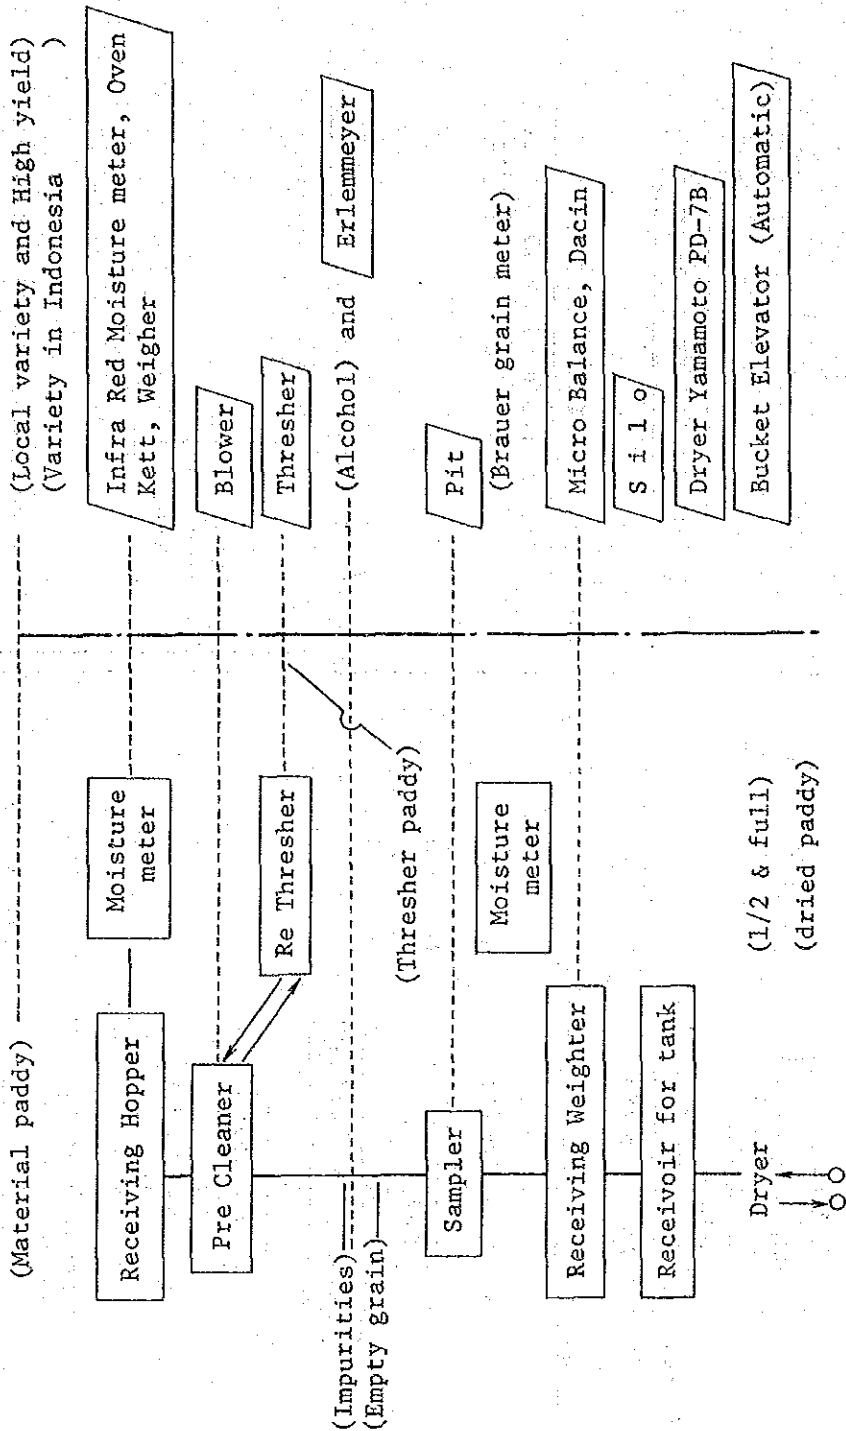 (Material paddy)
(Local variety and High yield)
(Variety in Indonesia )
Receiving Hopper
Moisture
meter
Infra Red Moisture meter, Oven
Kett, Weigher
Pre Cleaner
Blower
Re Thresher
Thresher
(Impurities)
(Empty grain)
(Alcohol) and
Erlemmeyer
(Thresher paddy)
Sampler
Pit
Moisture
meter
(Brauer grain meter)
Receiving Weighter
Micro Balance, Dacin
Receivoir for tank
S i l o
Dryer
(1/2 & full)
(dried paddy)
Dryer Yamamoto PD-7B
Bucket Elevator (Automatic)